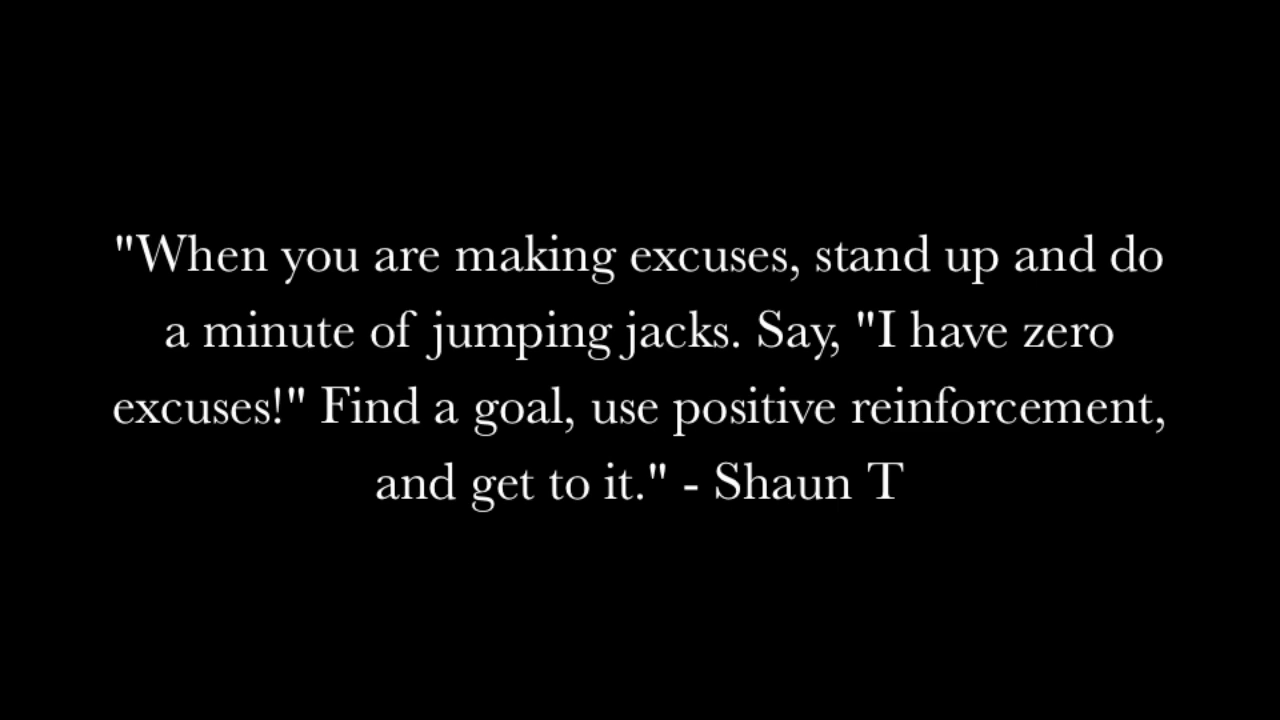 "When you are making excuses, stand up and do
a minute of jumping jacks. Say, "I have zero
excuses!" Find a goal, use positive reinforcement,
and get to it." - Shaun T